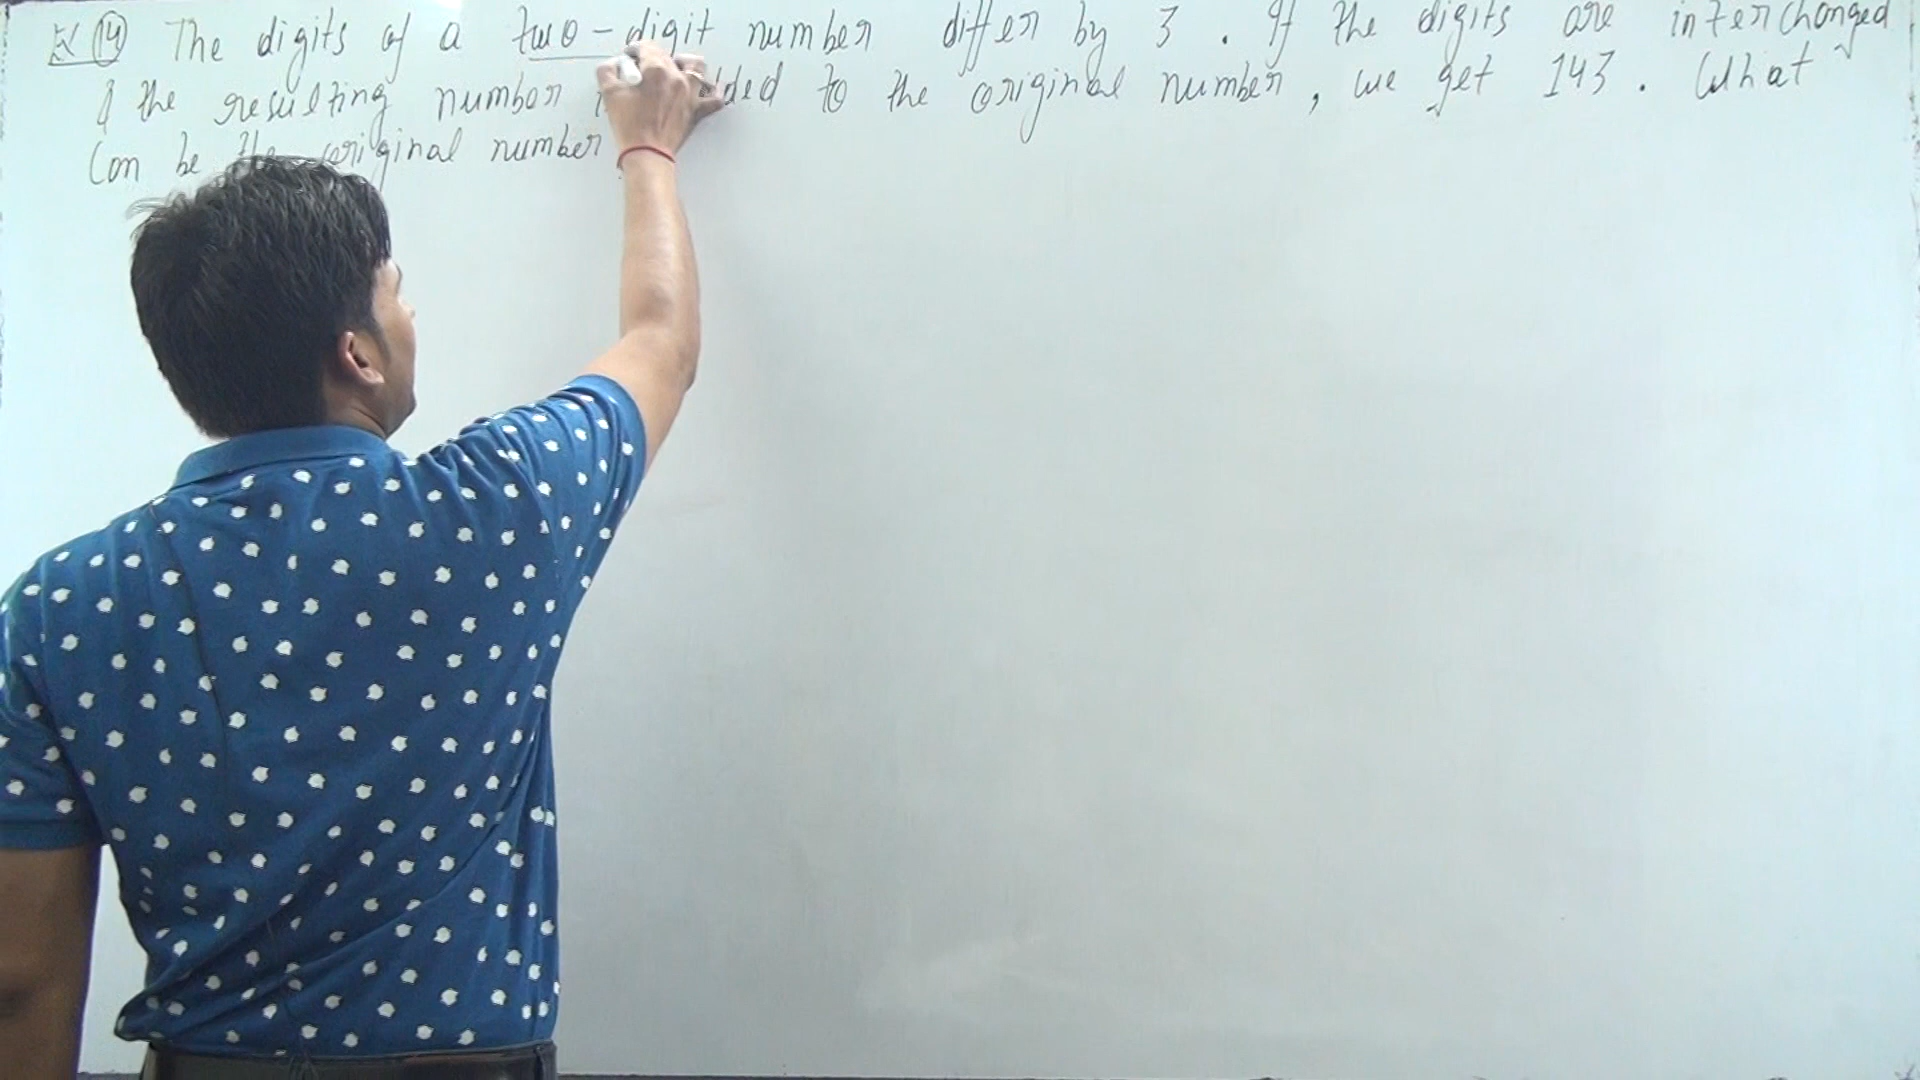 Ex 14 The digits of a two-digit number differ by 3. If the digits are interchanged
& the resulting number added to the original number, we get 143. What
Can be the original number